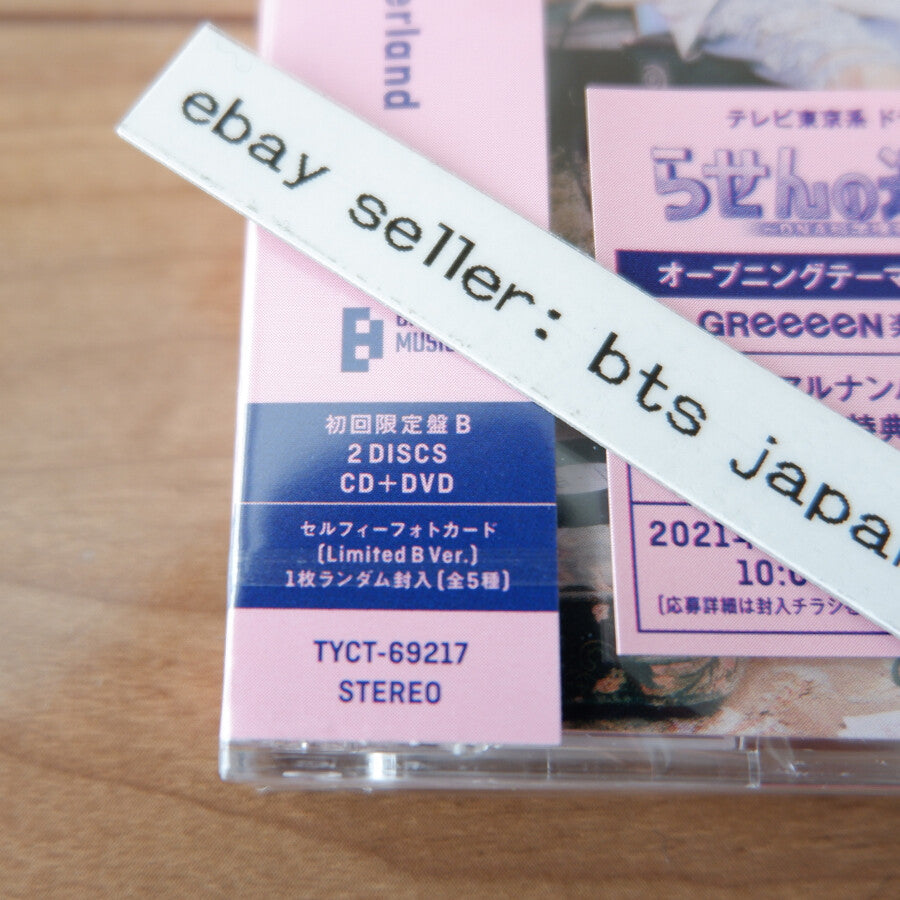 erland
ebay seller: bts japa
MUSIC
初回限定盤 B
2 DISCS
CD+DVD
セルフィーフォトカード
(Limited B Ver.)
1枚ランダム封入(全5種)
TYCT-69217
STEREO
テレビ東京系 ド
らせんの
オープニングテーマ
GReeeeN
アルナン
特典
2021
10:0
(応募詳細は封入チラシ